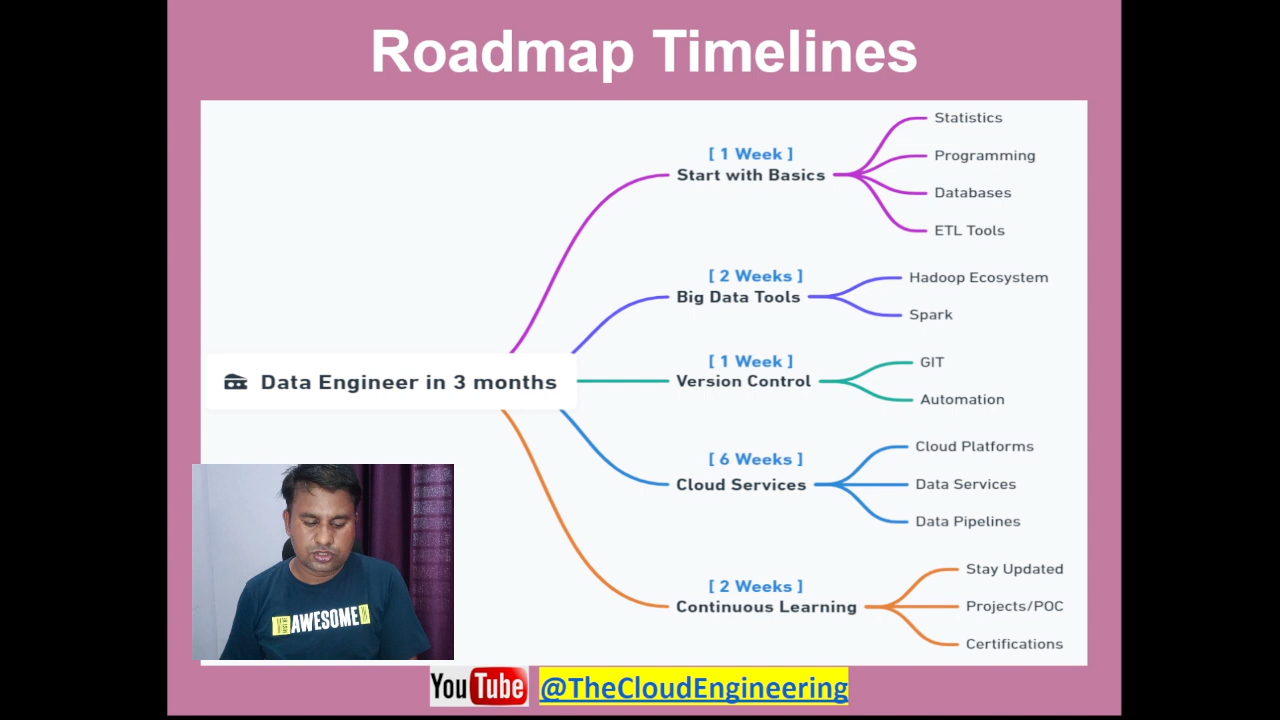 Roadmap Timelines
Data Engineer in 3 months
[ 1 Week ]
Start with Basics
Statistics
Programming
Databases
ETL Tools
[ 2 Weeks ]
Big Data Tools
Hadoop Ecosystem
Spark
[ 1 Week ]
Version Control
GIT
Automation
[ 6 Weeks ]
Cloud Services
Cloud Platforms
Data Services
Data Pipelines
[ 2 Weeks ]
Continuous Learning
Stay Updated
Projects/POC
Certifications
AWESOME
YouTube
@TheCloudEngineering